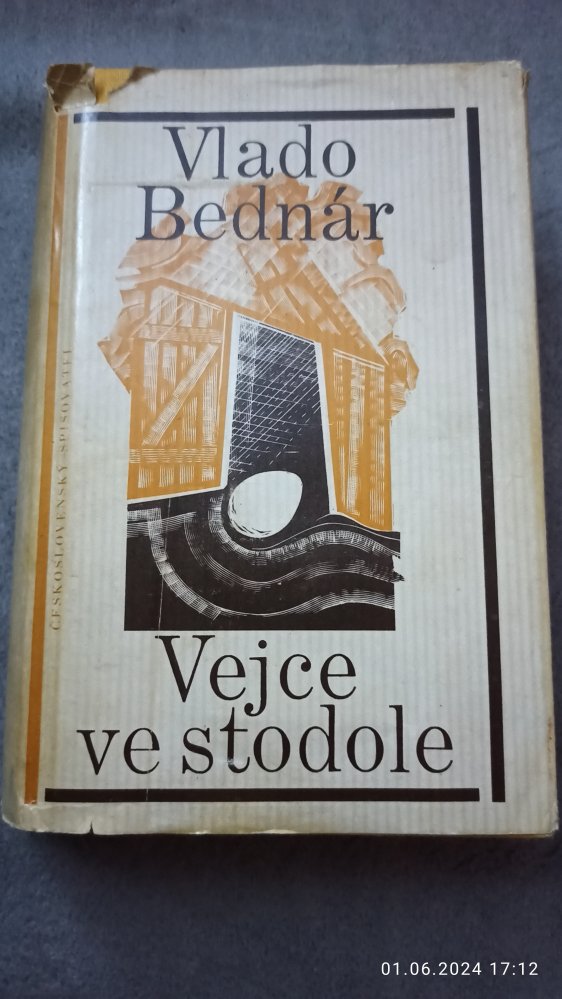 Vlado
Bednár
ČESKOSLOVENSKÝ SPISOVATEL
Vejce
ve stodole
01.06.2024 17:12